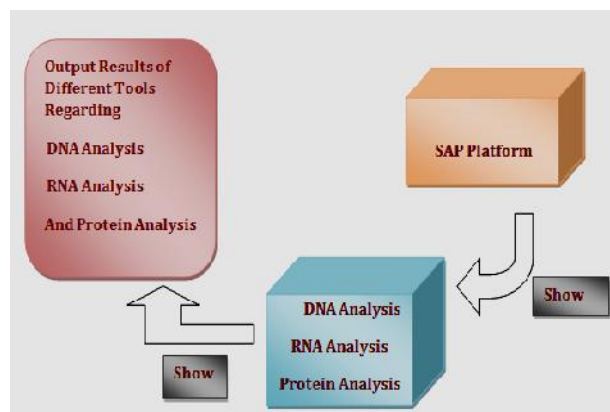 Output Results of
Different Tools
Regarding
DNA Analysis
RNA Analysis
And Protein Analysis
SAP Platform
Show
DNA Analysis
RNA Analysis
Protein Analysis
Show